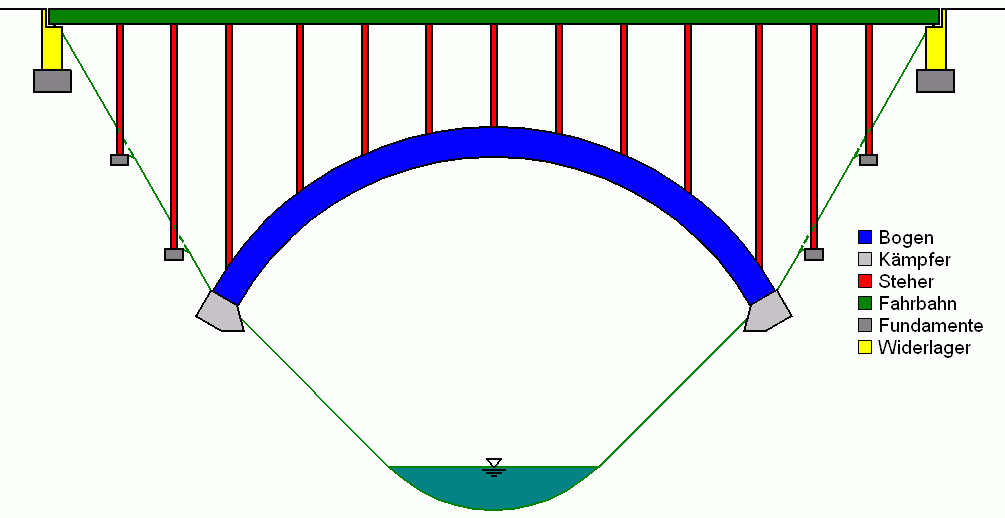 Bogen
Kämpfer
Steher
Fahrbahn
Fundamente
Widerlager